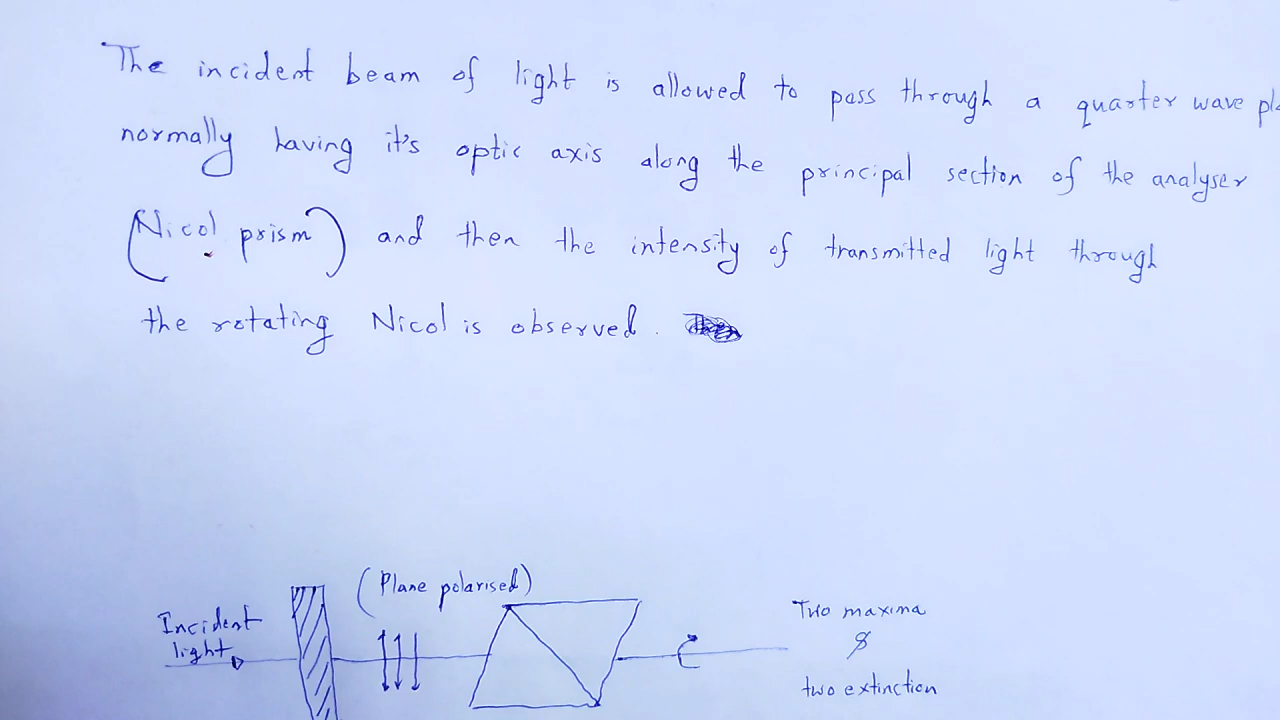 The incident beam of light is allowed to pass through a quarter wave pla
normally having it's optic axis along the principal section of the analyser
(Nicol prism) and then the intensity of transmitted light through
the rotating Nicol is observed.
(Plane polarised)
Incident
light
Two maxima
&
two extinction